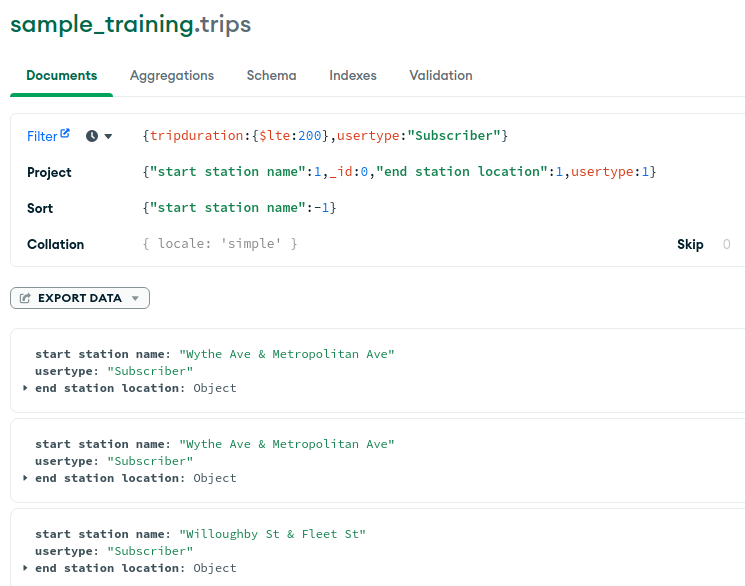 sample_training.trips
Documents Aggregations Schema Indexes Validation
Filter {tripduration:{$lte:200},usertype:"Subscriber"}
Project {"start station name":1,_id:0,"end station location":1,usertype:1}
Sort {"start station name":-1}
Collation { locale: 'simple' } Skip 0
EXPORT DATA
start station name: "Wythe Ave & Metropolitan Ave"
usertype: "Subscriber"
end station location: Object
start station name: "Wythe Ave & Metropolitan Ave"
usertype: "Subscriber"
end station location: Object
start station name: "Willoughby St & Fleet St"
usertype: "Subscriber"
end station location: Object